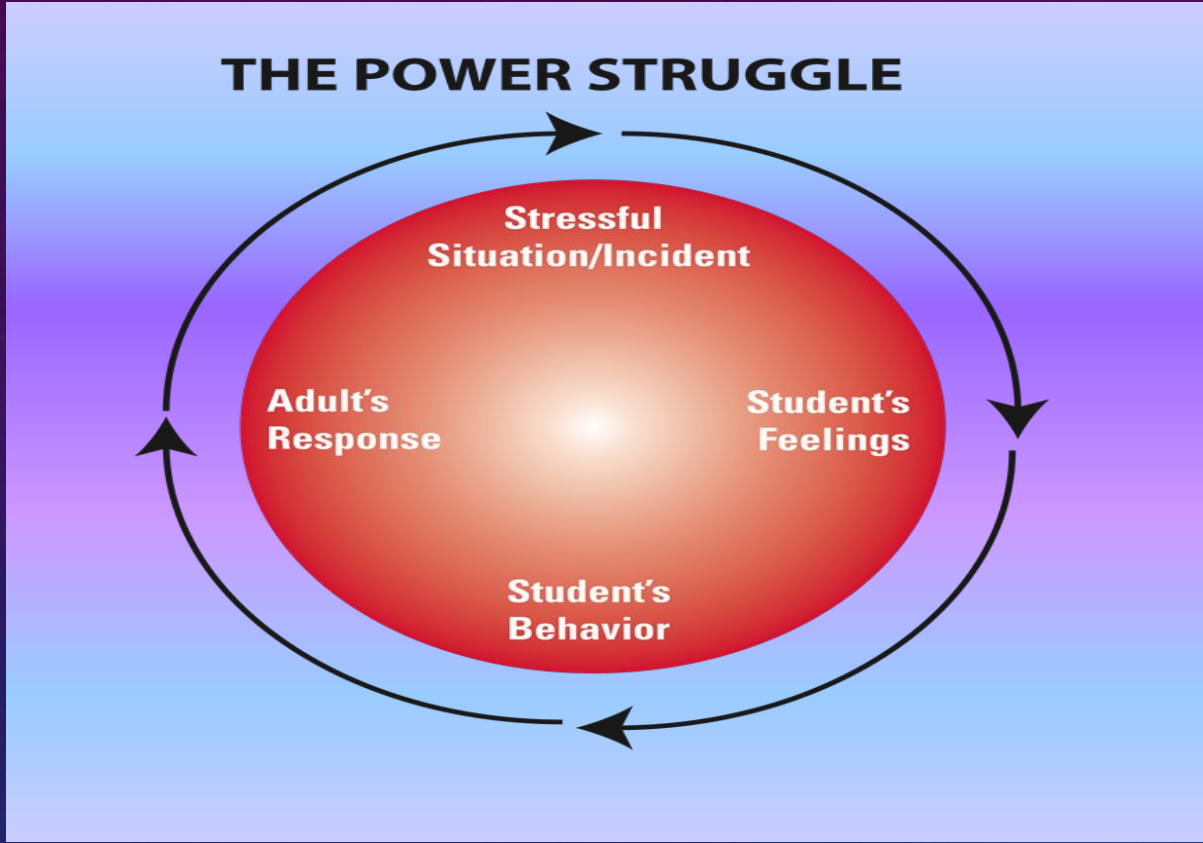 THE POWER STRUGGLE
Stressful
Situation/Incident
Adult's
Response
Student's
Feelings
Student's
Behavior